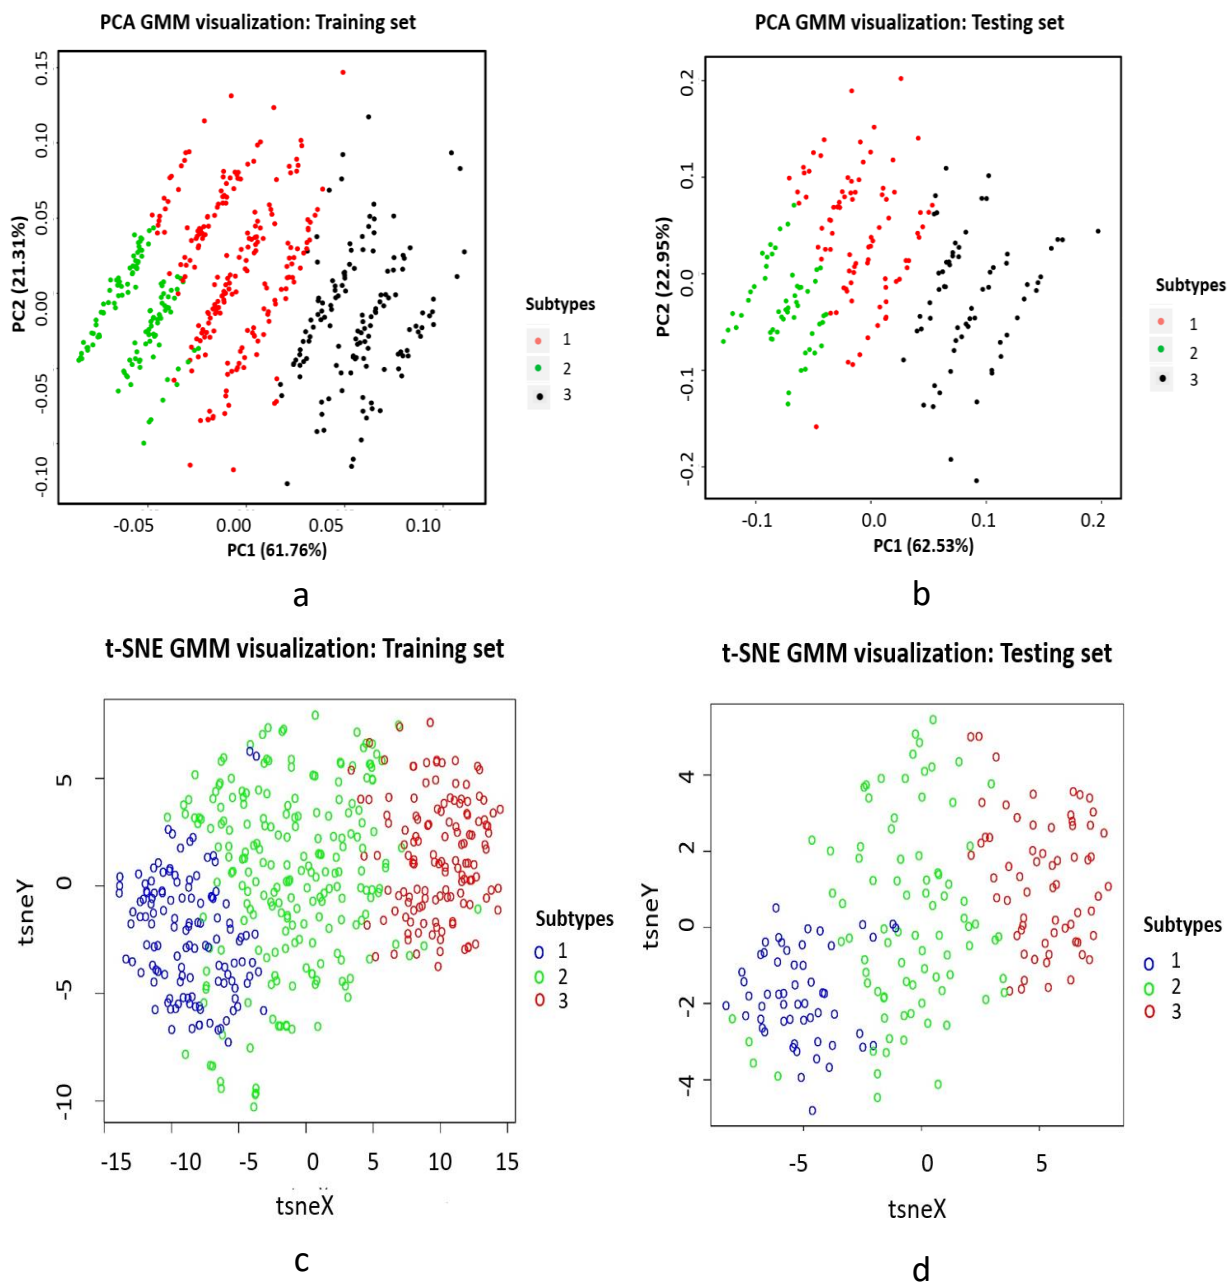 PCA GMM visualization: Training set
0.15
0.10
0.05
0.00
-0.05
-0.10
PC2 (21.31%)
-0.05
0.00
0.05
0.10
PC1 (61.76%)
Subtypes
1
2
3
a
PCA GMM visualization: Testing set
0.2
0.1
0.0
-0.1
-0.2
PC2 (22.95%)
-0.1
0.0
0.1
0.2
PC1 (62.53%)
Subtypes
1
2
3
b
t-SNE GMM visualization: Training set
5
0
-5
-10
tsneY
-15
-10
-5
0
5
10
15
tsneX
Subtypes
1
2
3
c
t-SNE GMM visualization: Testing set
4
2
0
-2
-4
tsneY
-5
0
5
tsneX
Subtypes
1
2
3
d